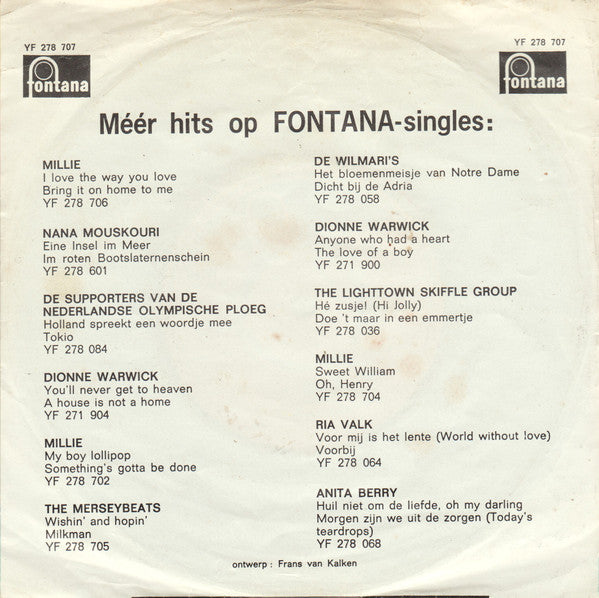 YF 278 707
YF 278 707
fontana
fontana
Méér hits op FONTANA-singles:
MILLIE
I love the way you love
Bring it on home to me
YF 278 706
NANA MOUSKOURI
Eine Insel im Meer
Im roten Bootslaternenschein
YF 278 601
DE SUPPORTERS VAN DE
NEDERLANDSE OLYMPISCHE PLOEG
Holland spreekt een woordje mee
Tokio
YF 278 084
DIONNE WARWICK
You'll never get to heaven
A house is not a home
YF 271 904
MILLIE
My boy lollipop
Something's gotta be done
YF 278 702
THE MERSEYBEATS
Wishin' and hopin'
Milkman
YF 278 705
DE WILMARI'S
Het bloemenmeisje van Notre Dame
Dicht bij de Adria
YF 278 058
DIONNE WARWICK
Anyone who had a heart
The love of a boy
YF 271 900
THE LIGHTTOWN SKIFFLE GROUP
Hé zusje! (Hi Jolly)
Doe 't maar in een emmertje
YF 278 036
MILLIE
Sweet William
Oh, Henry
YF 278 704
RIA VALK
Voor mij is het lente (World without love)
Voorbij
YF 278 064
ANITA BERRY
Huil niet om de liefde, oh my darling
Morgen zijn we uit de zorgen (Today's
teardrops)
YF 278 068
ontwerp: Frans van Kalken